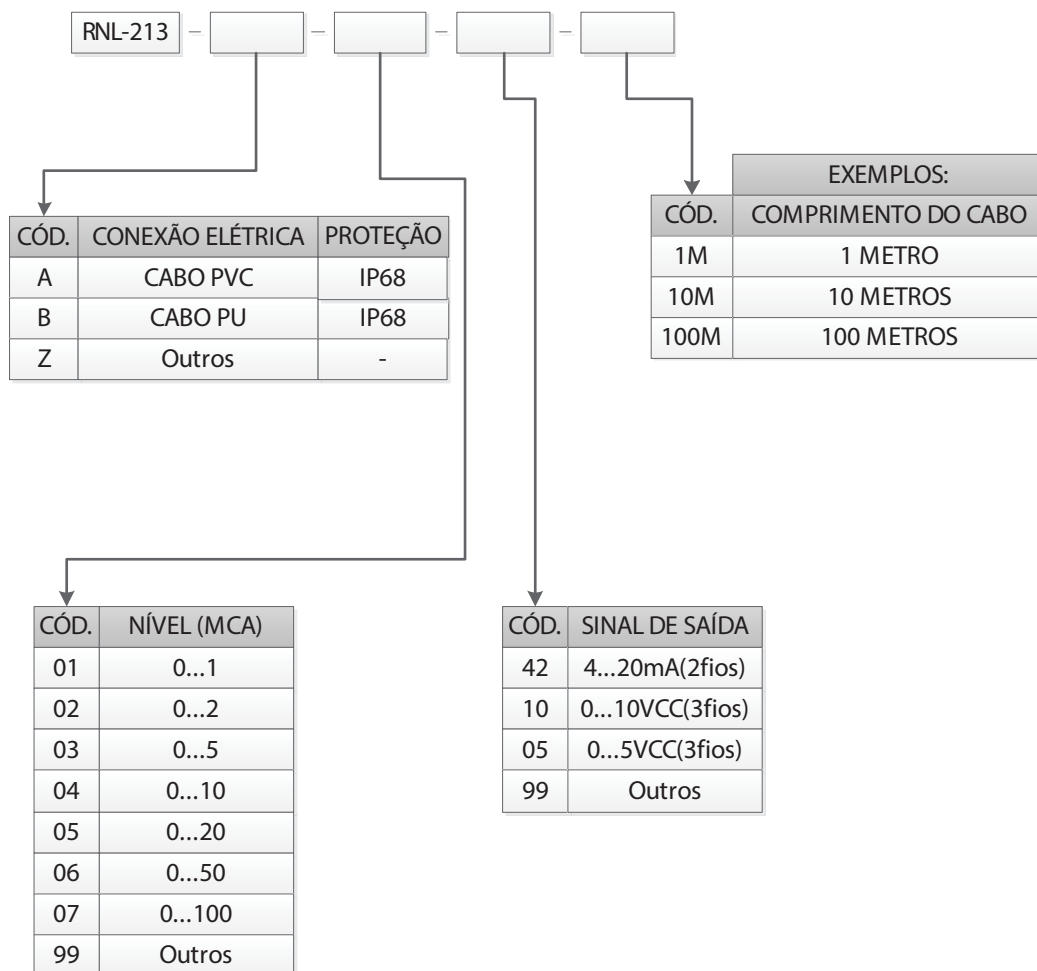 RNL-213 – – – –
CÓD. CONEXÃO ELÉTRICA PROTEÇÃO
A CABO PVC IP68
B CABO PU IP68
Z Outros -
EXEMPLOS:
CÓD. COMPRIMENTO DO CABO
1M 1 METRO
10M 10 METROS
100M 100 METROS
CÓD. NÍVEL (MCA)
01 0...1
02 0...2
03 0...5
04 0...10
05 0...20
06 0...50
07 0...100
99 Outros
CÓD. SINAL DE SAÍDA
42 4...20mA(2fios)
10 0...10VCC(3fios)
05 0...5VCC(3fios)
99 Outros